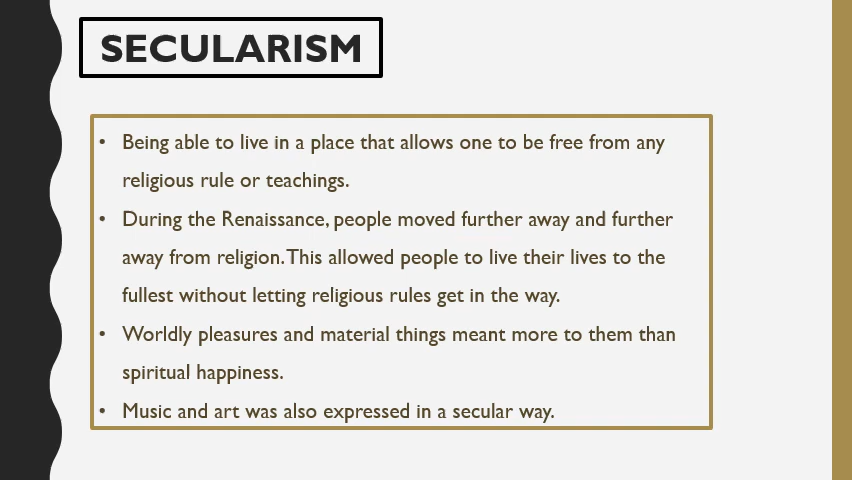 SECULARISM
• Being able to live in a place that allows one to be free from any
religious rule or teachings.
• During the Renaissance, people moved further away and further
away from religion. This allowed people to live their lives to the
fullest without letting religious rules get in the way.
• Worldly pleasures and material things meant more to them than
spiritual happiness.
• Music and art was also expressed in a secular way.